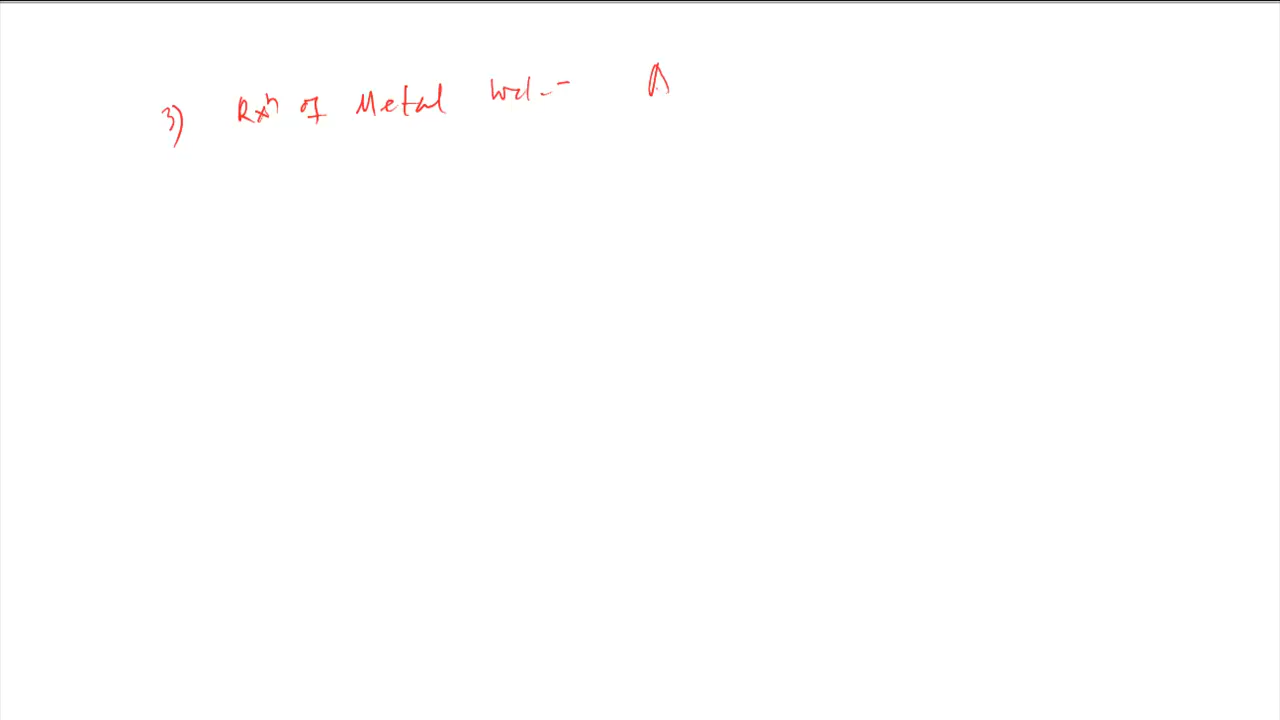 3) Rxⁿ of Metal A